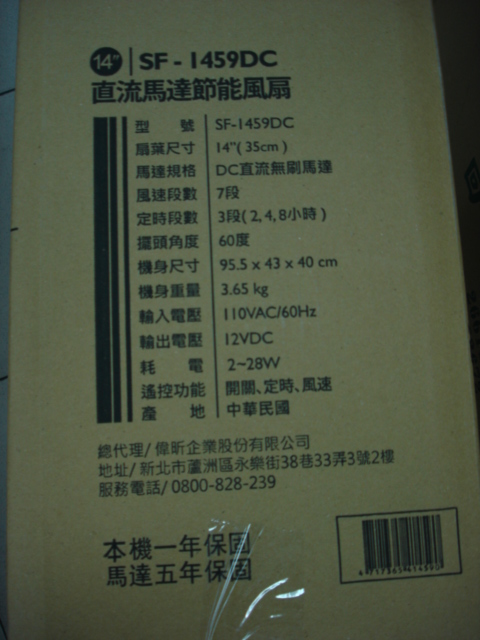 14" SF-1459DC
直流馬達節能風扇
型號 SF-1459DC
扇葉尺寸 14"(35cm)
馬達規格 DC直流無刷馬達
風速段數 7段
定時段數 3段(2,4,8小時)
擺頭角度 60度
機身尺寸 95.5 x 43 x 40 cm
機身重量 3.65 kg
輸入電壓 110VAC/60Hz
輸出電壓 12VDC
耗電 2~28W
遙控功能 開關、定時、風速
產地 中華民國
總代理/偉昕企業股份有限公司
地址/新北市蘆洲區永樂街38巷33弄3號2樓
服務電話/0800-828-239
本機一年保固
馬達五年保固
4717365414590